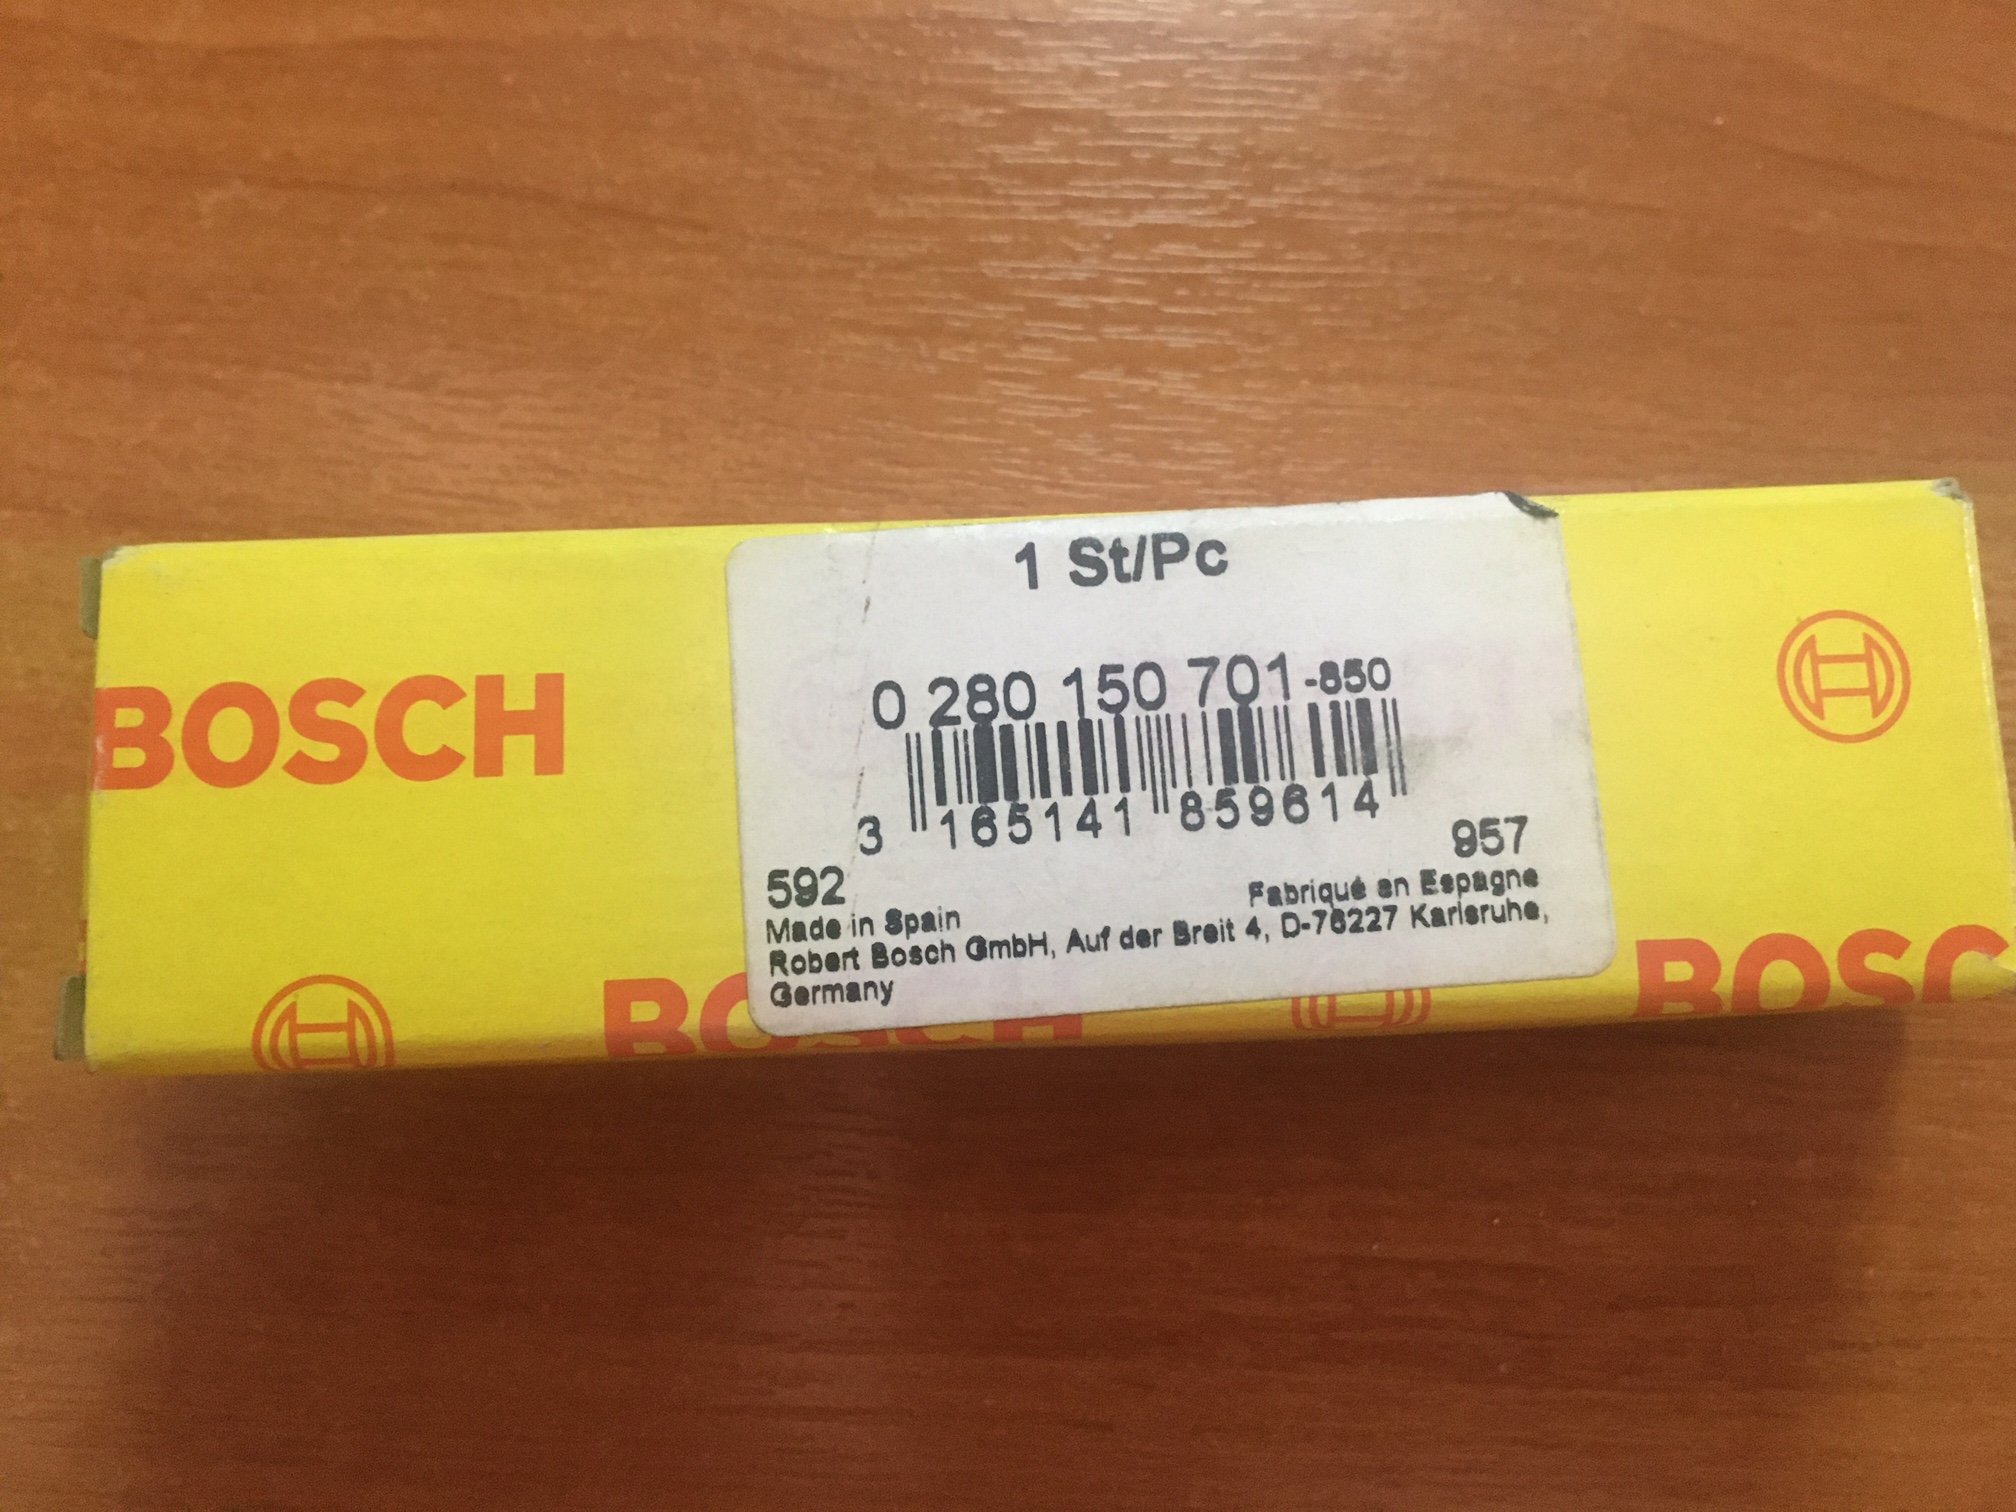 1 St/Pc
0 280 150 701-850
3 165141 859614
957
592
Fabriqué en Espagne
Made in Spain
Robert Bosch GmbH, Auf der Breit 4, D-76227 Karlsruhe,
Germany
BOSCH
BOSCH
BOSC